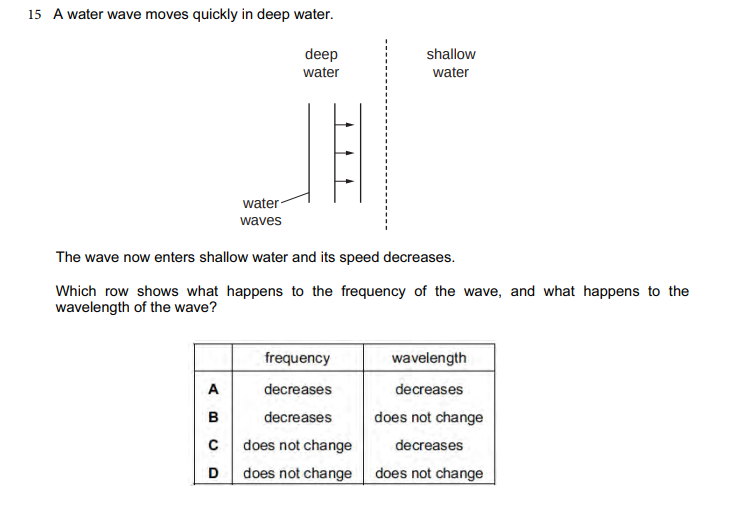 15 A water wave moves quickly in deep water.
deep
water
shallow
water
water
waves
The wave now enters shallow water and its speed decreases.
Which row shows what happens to the frequency of the wave, and what happens to the
wavelength of the wave?
frequency wavelength
A decreases decreases
B decreases does not change
C does not change decreases
D does not change does not change